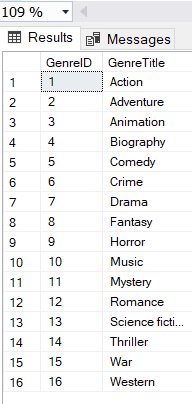 109 %
Results Messages
GenreID GenreTitle
1 1 Action
2 2 Adventure
3 3 Animation
4 4 Biography
5 5 Comedy
6 6 Crime
7 7 Drama
8 8 Fantasy
9 9 Horror
10 10 Music
11 11 Mystery
12 12 Romance
13 13 Science ficti...
14 14 Thriller
15 15 War
16 16 Western